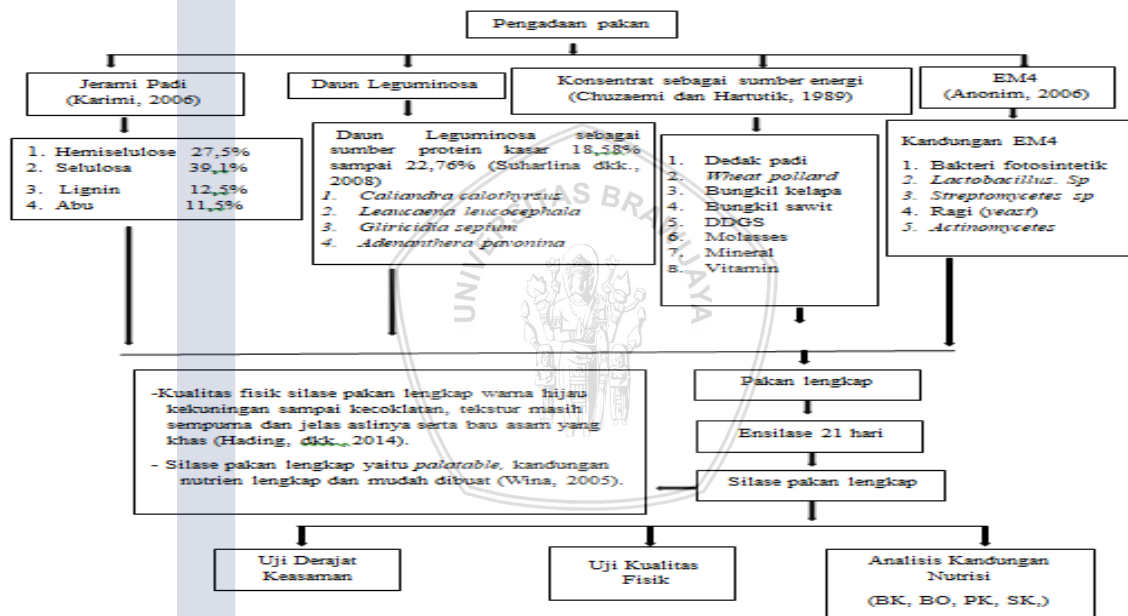 Pengadaan pakan
Jerami Padi
(Karimi, 2006)
Daun Leguminosa
Konsentrat sebagai sumber energi
(Chuzaemi dan Hartutik, 1989)
EM4
(Anonim, 2006)
1. Hemiselulose 27,5%
2. Selulosa 39,1%
3. Lignin 12,5%
4. Abu 11,5%
Daun Leguminosa sebagai
sumber protein kasar 18,58%
sampai 22,76% (Suharlina dkk.,
2008)
1. Caliandra calothyrsus
2. Leaucaena leucocephala
3. Gliricidia sepium
4. Adenanthera pavonina
1. Dedak padi
2. Wheat pollard
3. Bungkil kelapa
4. Bungkil sawit
5. DDGS
6. Molasses
7. Mineral
8. Vitamin
Kandungan EM4
1. Bakteri fotosintetik
2. Lactobacillus. Sp
3. Streptomycetes sp
4. Ragi (yeast)
5. Actinomycetes
UNIVERSITAS BRAWIJAYA
-Kualitas fisik silase pakan lengkap warna hijau
kekuningan sampai kecoklatan, tekstur masih
sempurna dan jelas aslinya serta bau asam yang
khas (Hading, dkk., 2014).
- Silase pakan lengkap yaitu palatable, kandungan
nutrien lengkap dan mudah dibuat (Wina, 2005).
Pakan lengkap
Ensilase 21 hari
Silase pakan lengkap
Uji Derajat
Keasaman
Uji Kualitas
Fisik
Analisis Kandungan
Nutrisi
(BK, BO, PK, SK,)